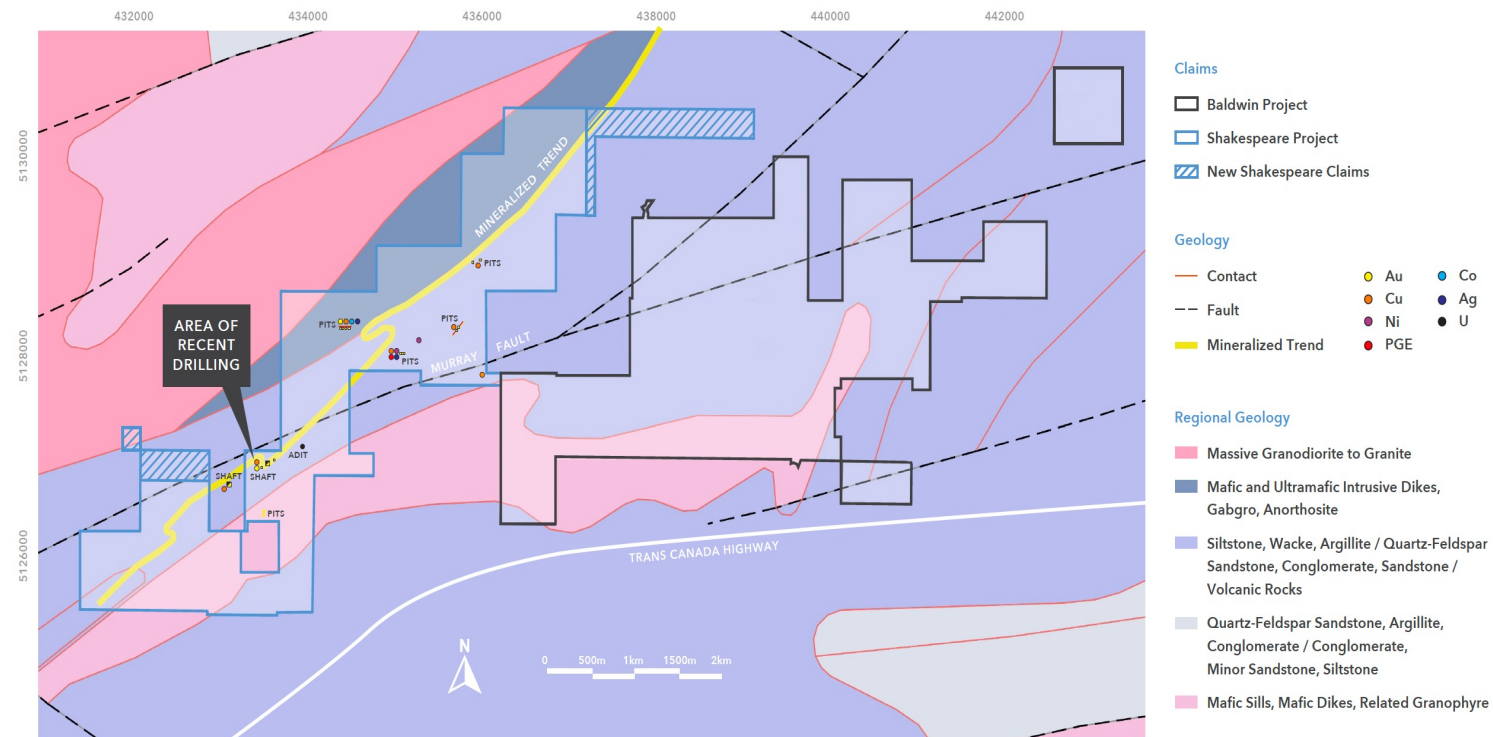 432000
434000
436000
438000
440000
442000
5130000
5128000
5126000
MINERALIZED TREND
PITS
PITS
PITS
PITS
MURRAY FAULT
AREA OF
RECENT
DRILLING
ADIT
SHAFT
SHAFT
PITS
TRANS CANADA HIGHWAY
N
0 500m 1km 1500m 2km
Claims
Baldwin Project
Shakespeare Project
New Shakespeare Claims
Geology
Contact
Fault
Mineralized Trend
Au
Cu
Ni
PGE
Co
Ag
U
Regional Geology
Massive Granodiorite to Granite
Mafic and Ultramafic Intrusive Dikes,
Gabgro, Anorthosite
Siltstone, Wacke, Argillite / Quartz-Feldspar
Sandstone, Conglomerate, Sandstone /
Volcanic Rocks
Quartz-Feldspar Sandstone, Argillite,
Conglomerate / Conglomerate,
Minor Sandstone, Siltstone
Mafic Sills, Mafic Dikes, Related Granophyre